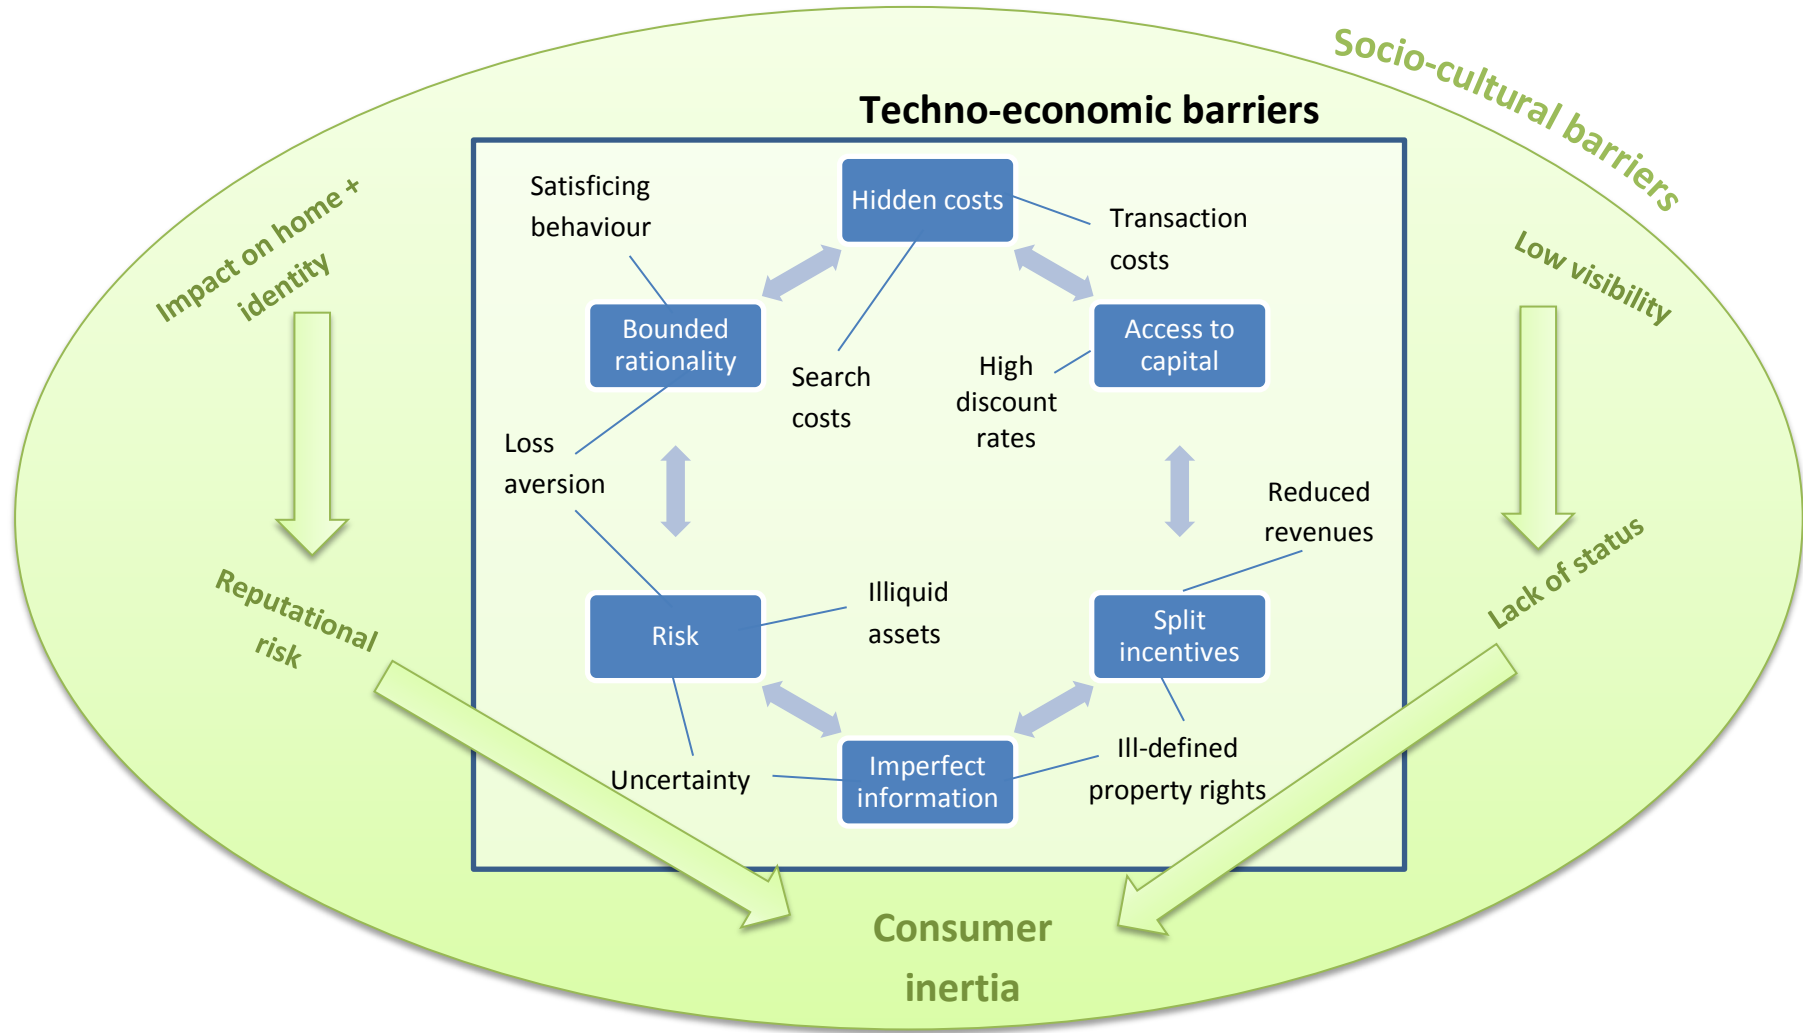 Socio-cultural barriers
Techno-economic barriers
Impact on home +
identity
Satisficing
behaviour
Hidden costs
Transaction
costs
Low visibility
Bounded
rationality
Access to
capital
Search
costs
High
discount
rates
Loss
aversion
Reduced
revenues
Reputational
risk
Illiquid
assets
Risk
Split
incentives
Lack of status
Uncertainty
Imperfect
information
Ill-defined
property rights
Consumer
inertia